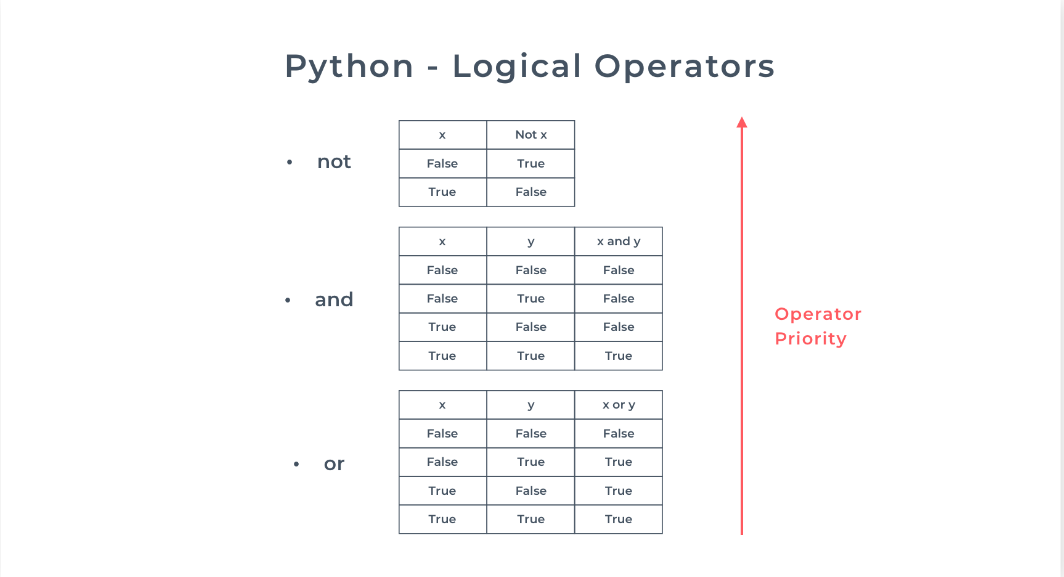 Python - Logical Operators
• not
x Not x
False True
True False
• and
x y x and y
False False False
False True False
True False False
True True True
Operator
Priority
• or
x y x or y
False False False
False True True
True False True
True True True